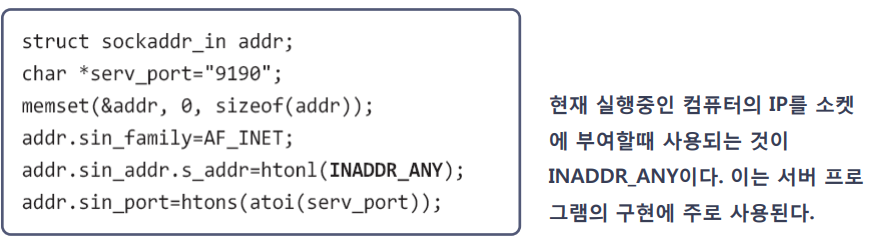 struct sockaddr_in addr;
char *serv_port="9190";
memset(&addr, 0, sizeof(addr));
addr.sin_family=AF_INET;
addr.sin_addr.s_addr=htonl(INADDR_ANY);
addr.sin_port=htons(atoi(serv_port));
현재 실행중인 컴퓨터의 IP를 소켓
에 부여할때 사용되는 것이
INADDR_ANY이다. 이는 서버 프로
그램의 구현에 주로 사용된다.